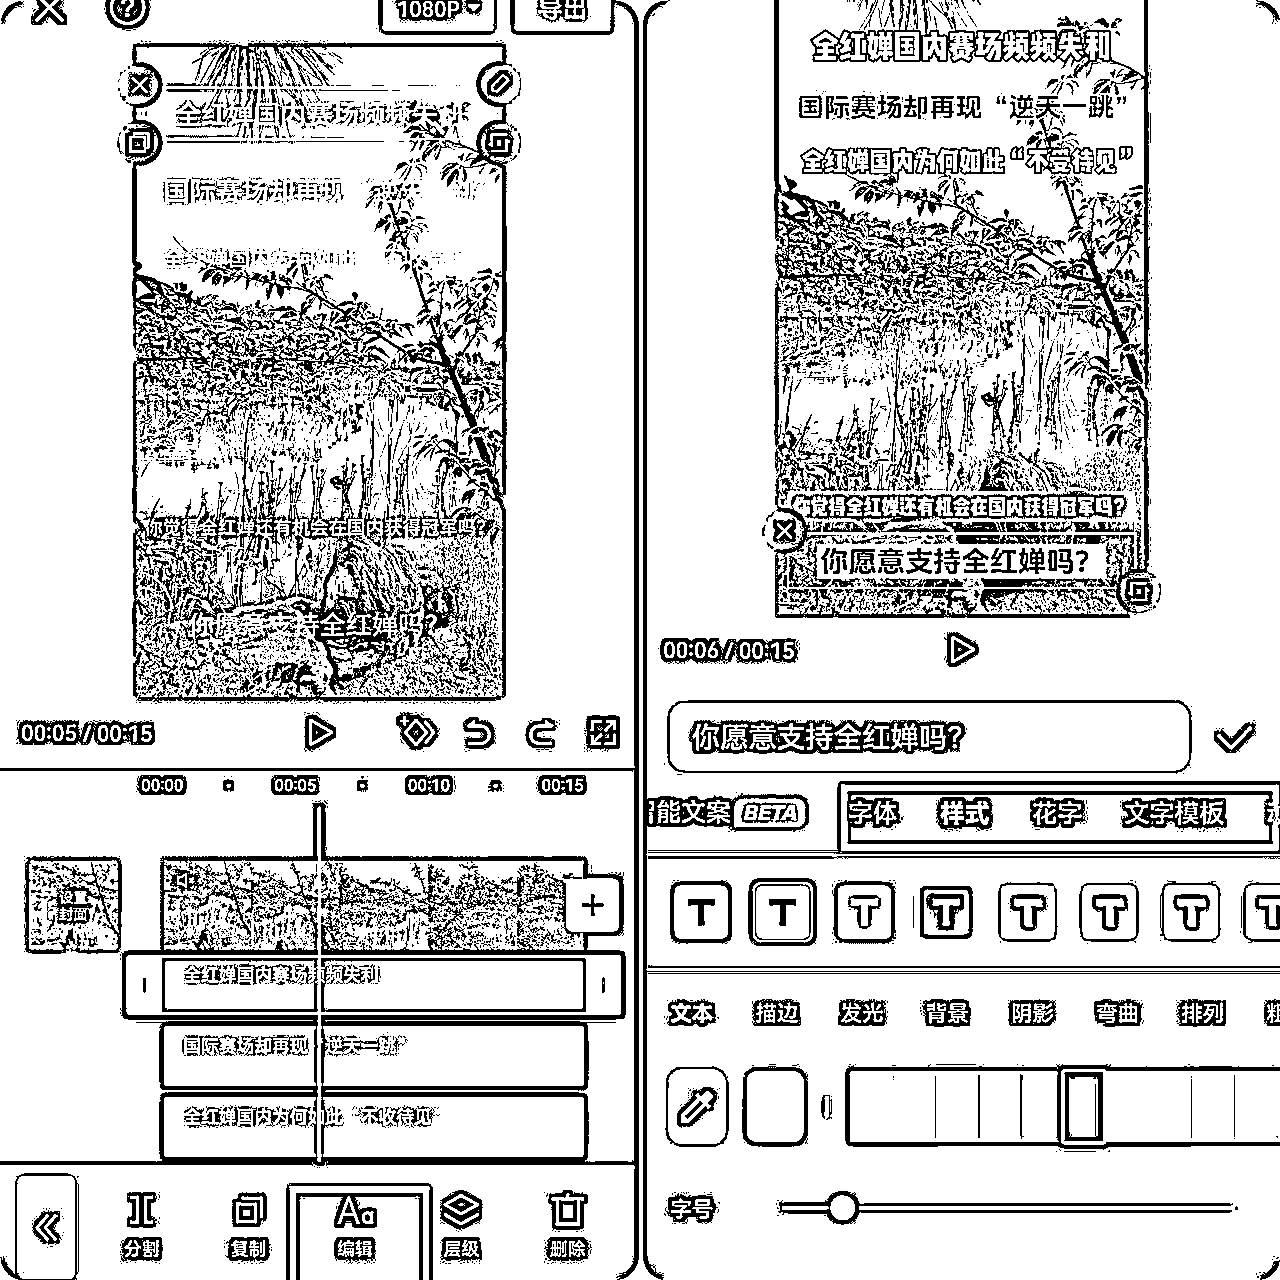 1080P 导出
全红婵国内赛场频频失利
国际赛场却再现
全红婵国内为何如此
你觉得全红婵还有机会在国内获得冠军吗?
你愿意支持全红婵吗?
00:05/00:15
00:00 00:05 00:10 00:15
设置
封面
+
全红婵国内赛场频频失利
国际赛场却再现“逆天一跳”
全红婵国内为何如此“不收待见”
分割 复制 编辑 层级 删除
全红婵国内赛场频频失利
国际赛场却再现“逆天一跳”
全红婵国内为何如此“不受待见”
你觉得全红婵还有机会在国内获得冠军吗?
你愿意支持全红婵吗?
00:06/00:15
你愿意支持全红婵吗?
智能文案 BETA 字体 样式 花字 文字模板
T T T T T T T T
文本 描边 发光 背景 阴影 弯曲 排列
字号